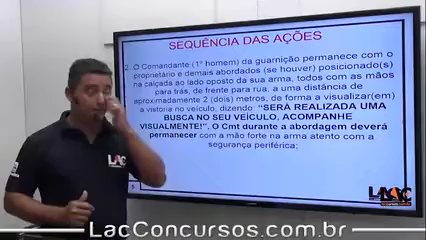 LAC
SEQUÊNCIA DAS AÇÕES
2. O Comandante (1º homem) da guarnição permanece com o
proprietário e demais abordados (se houver) posicionado(s)
na calçada ao lado oposto da sua arma, todos com as mãos
para trás, de frente para rua, a uma distância de
aproximadamente 2 (dois) metros, de forma a visualizar(em)
a vistoria no veículo, dizendo: "SERÁ REALIZADA UMA
BUSCA NO SEU VEÍCULO, ACOMPANHE
VISUALMENTE!". O Cmt durante a abordagem deverá
permanecer com a mão forte na arma atento com a
segurança periférica;
LAC
LAC
LacConcursos.com.br